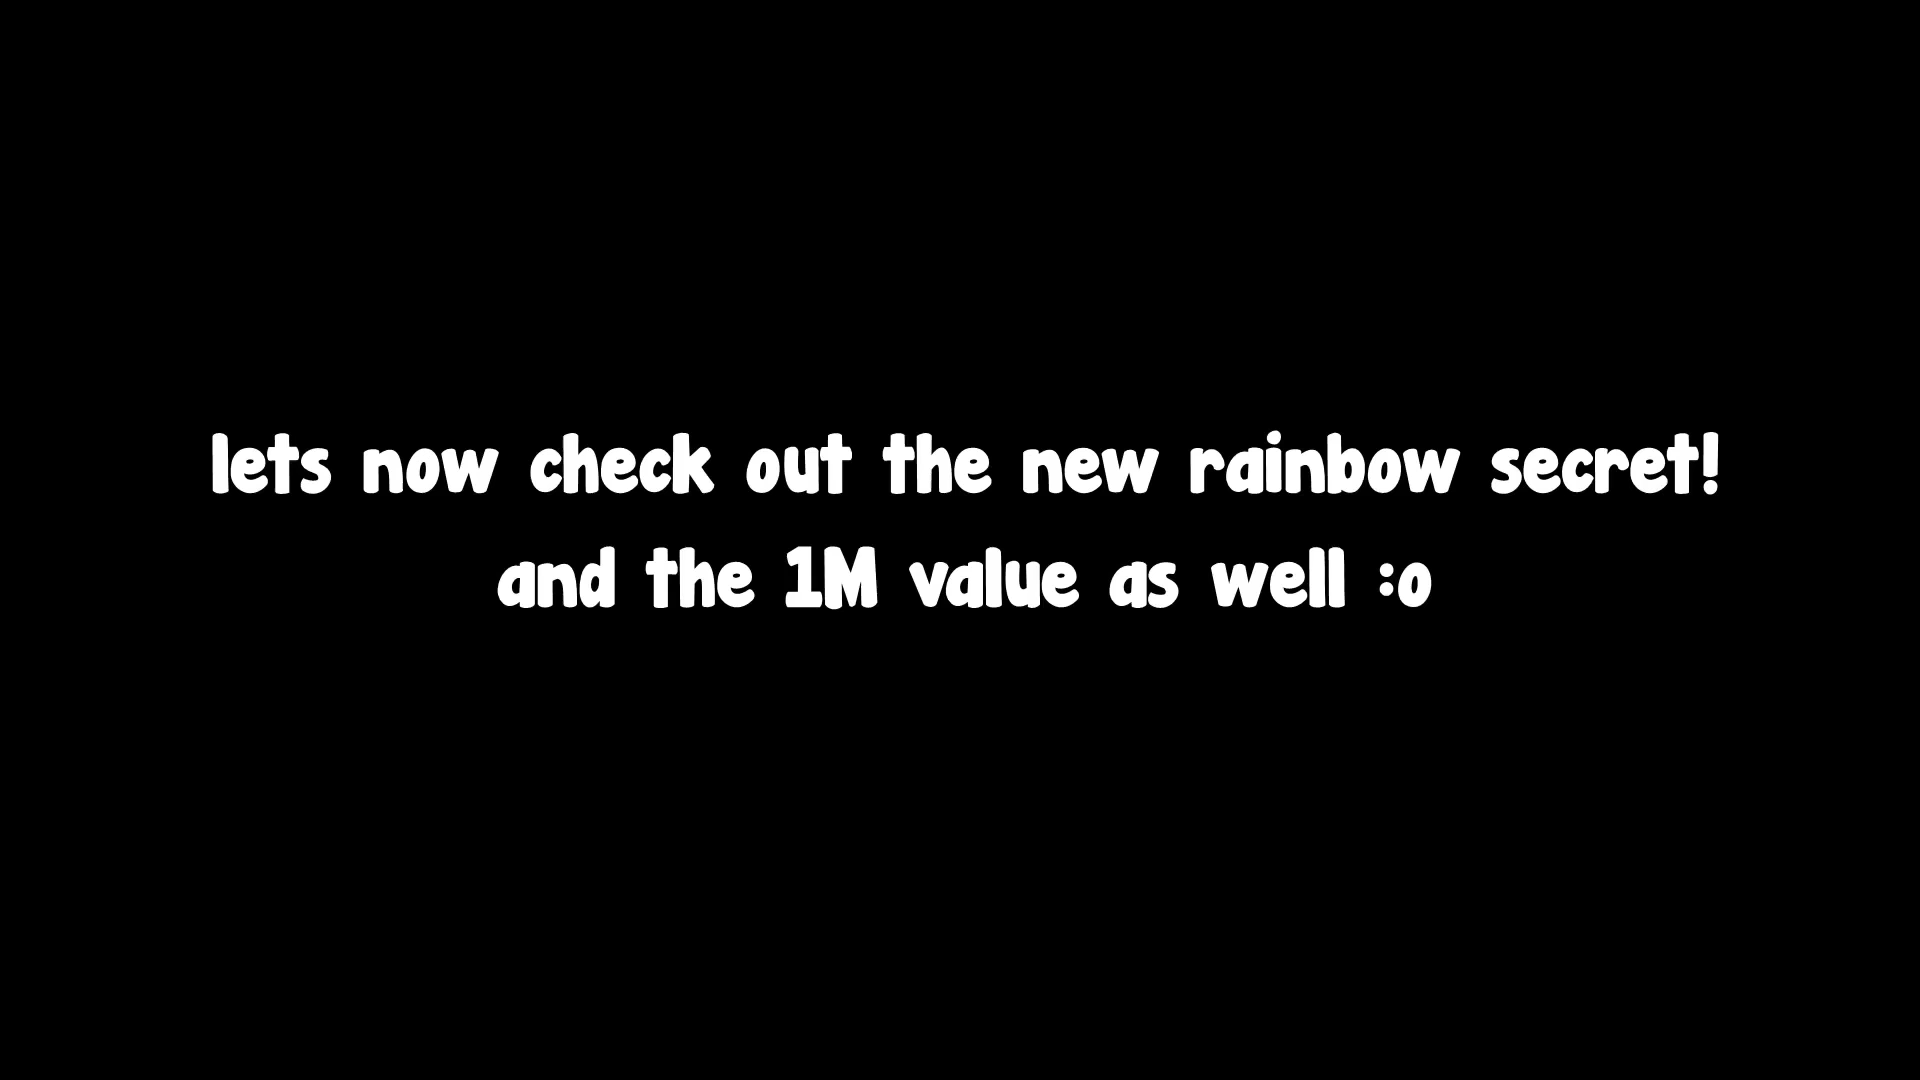 lets now check out the new rainbow secret!
and the 1M value as well :o